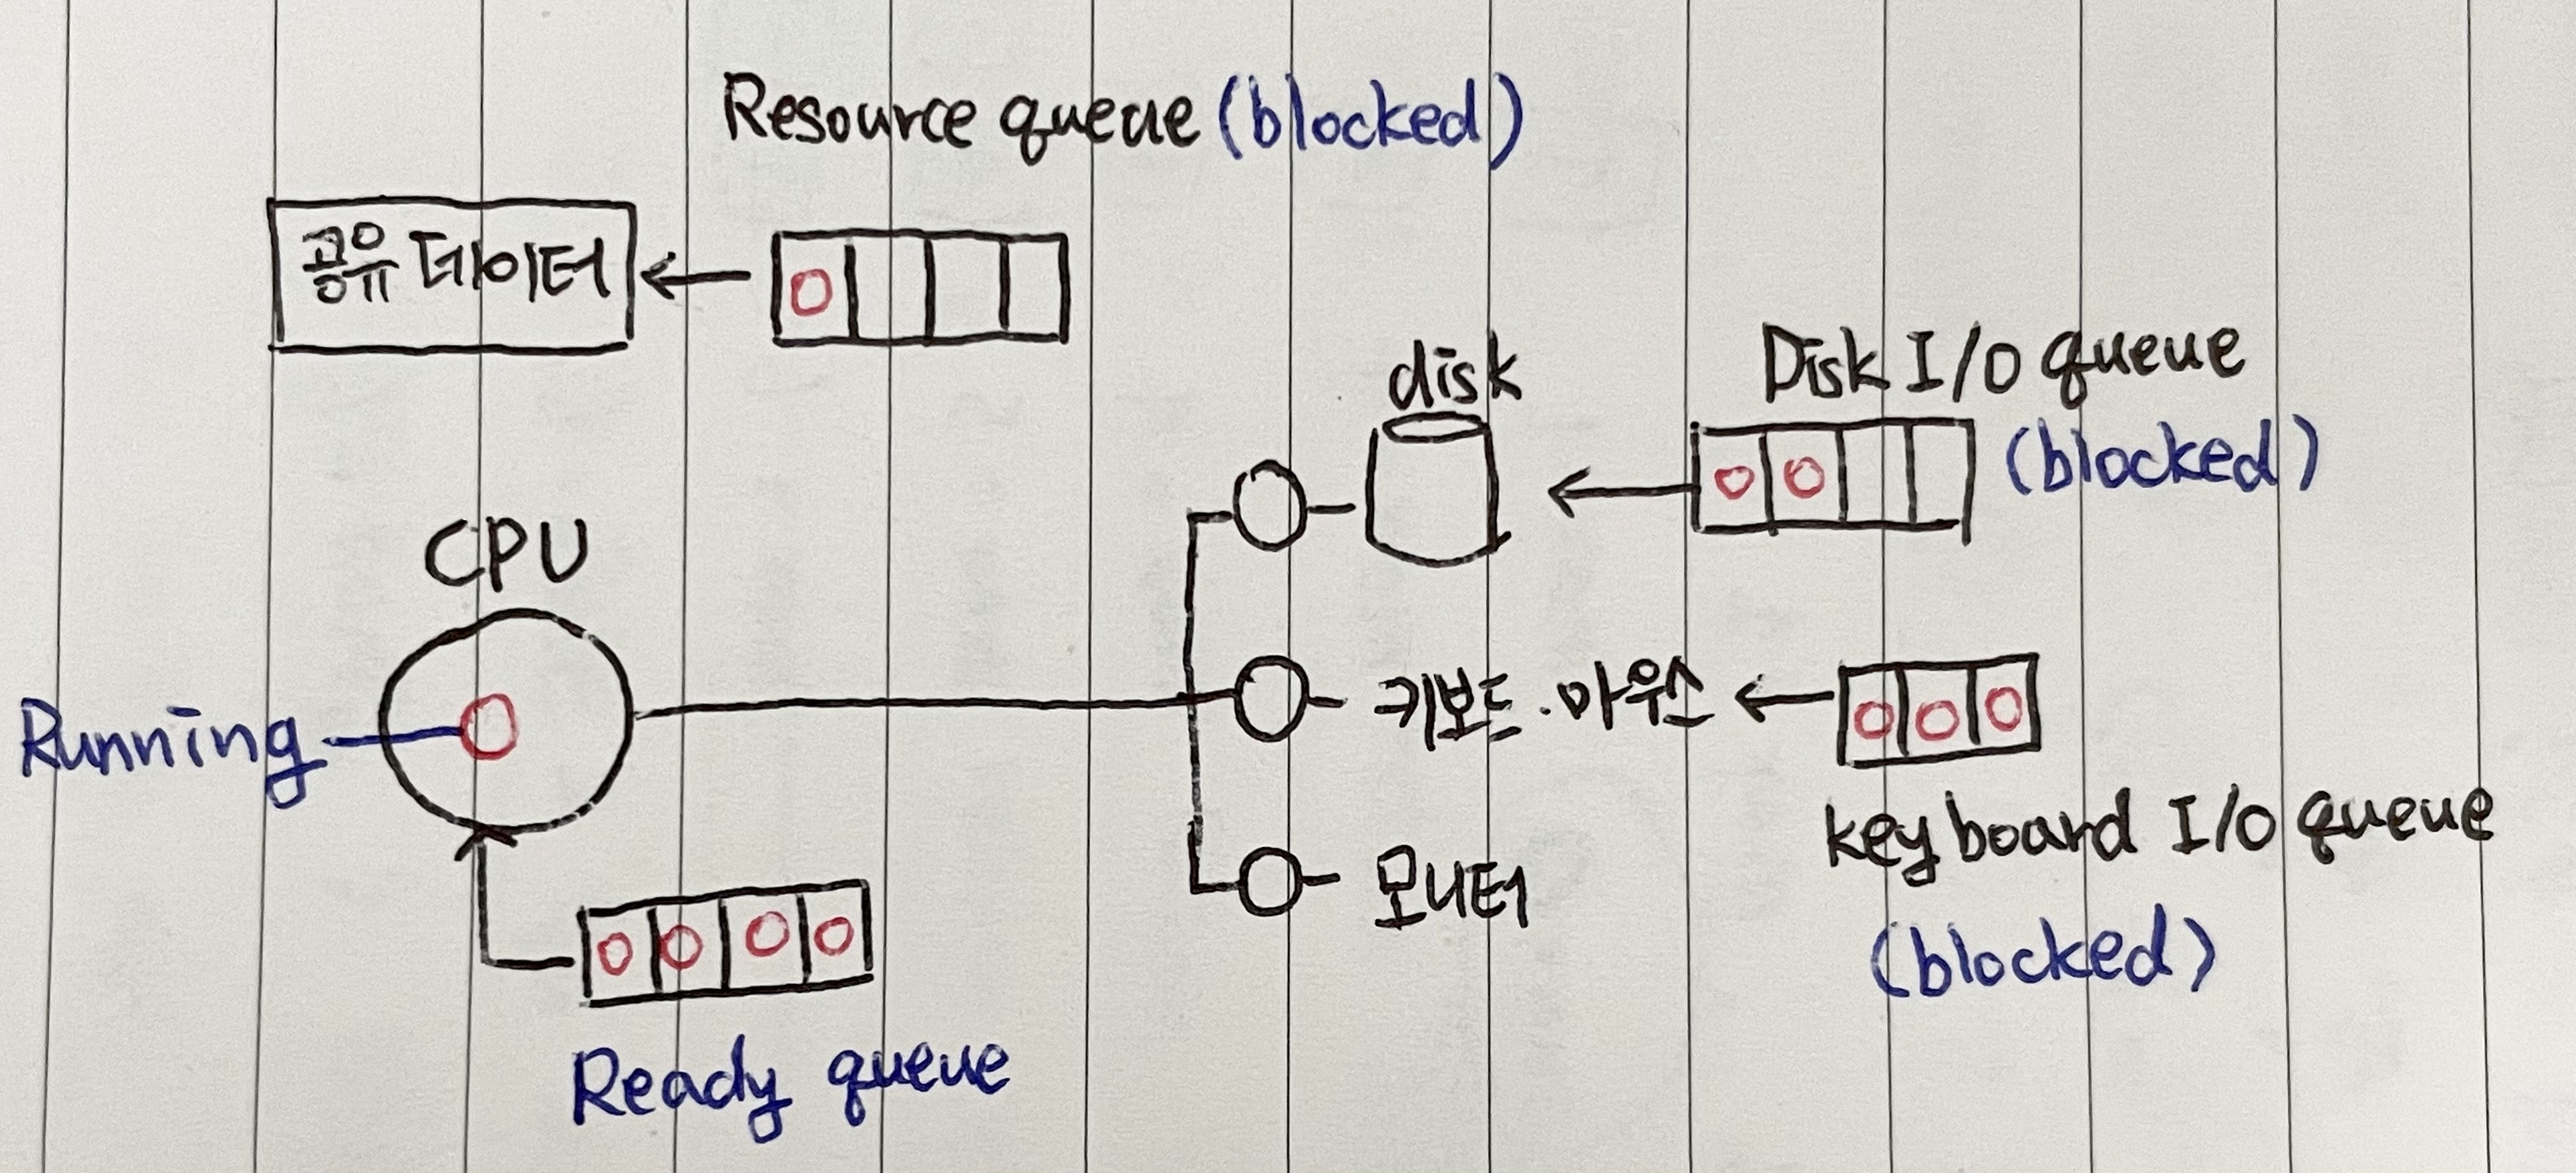 Resource queue (blocked)
공유 데이터
disk
Disk I/O queue
(blocked)
CPU
Running
키보드.마우스
keyboard I/O queue
(blocked)
모니터
Ready queue